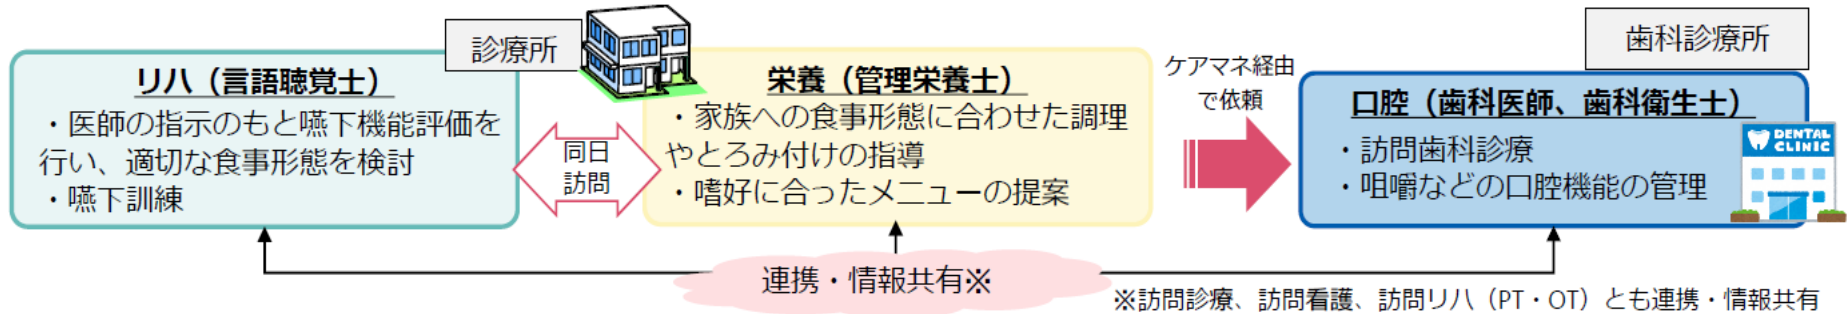 診療所
リハ（言語聴覚士）
・医師の指示のもと嚥下機能評価を
行い、適切な食事形態を検討
・嚥下訓練
同日
訪問
栄養（管理栄養士）
・家族への食事形態に合わせた調理
やとろみ付けの指導
・嗜好に合ったメニューの提案
ケアマネ経由
で依頼
歯科診療所
口腔（歯科医師、歯科衛生士）
・訪問歯科診療
・咀嚼などの口腔機能の管理
DENTAL
CLINIC
連携・情報共有※
※訪問診療、訪問看護、訪問リハ（PT・OT）とも連携・情報共有